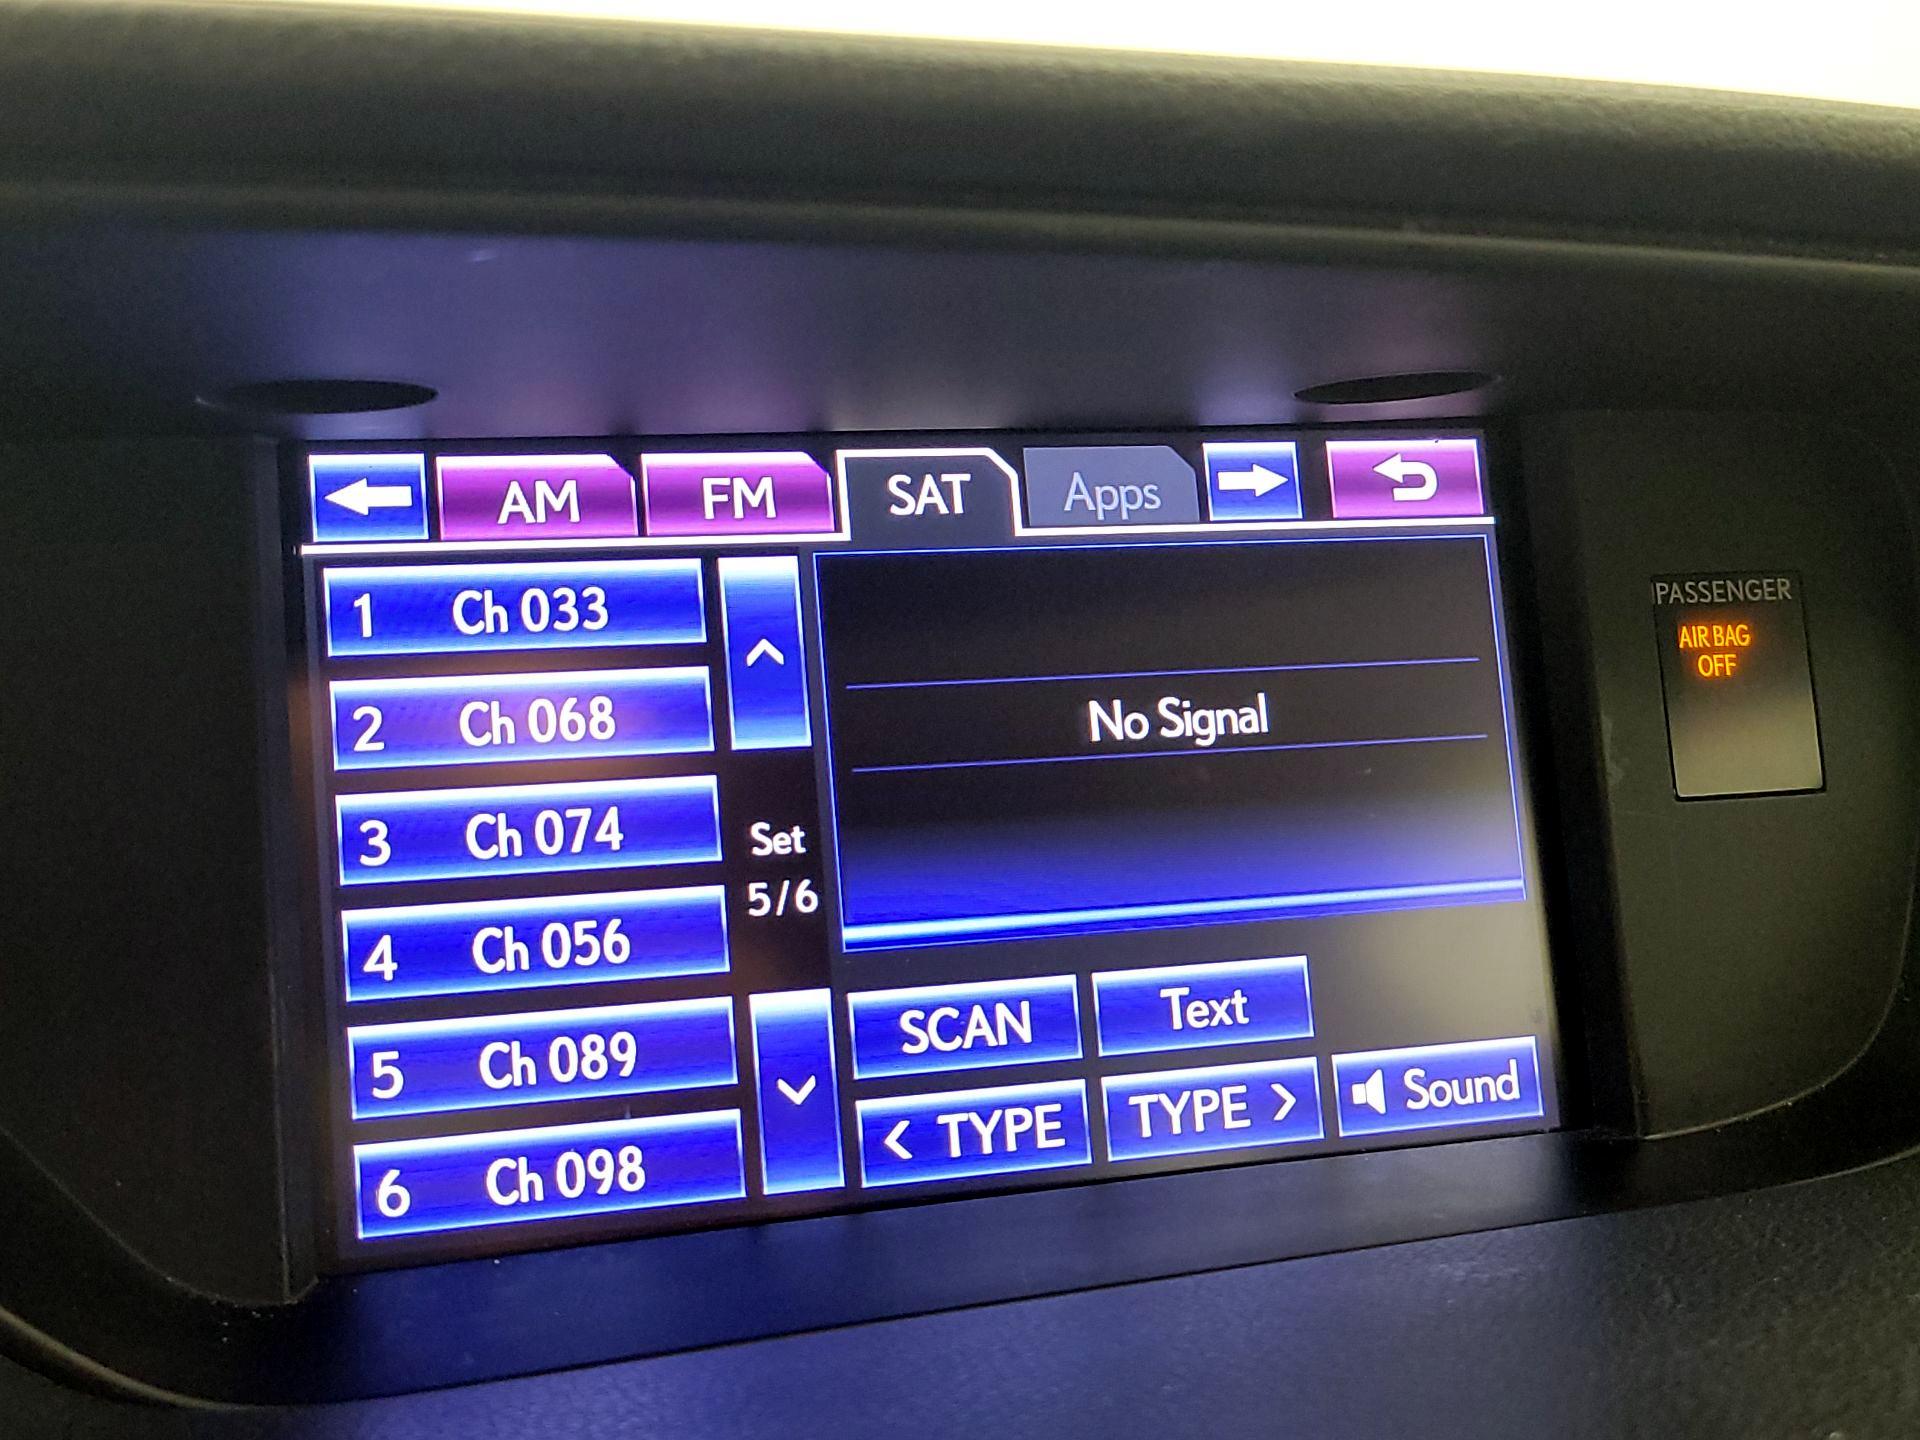 AM FM SAT Apps
1 Ch 033
2 Ch 068
3 Ch 074
4 Ch 056
5 Ch 089
6 Ch 098
Set
5/6
No Signal
SCAN Text
< TYPE TYPE > Sound
PASSENGER
AIR BAG
OFF